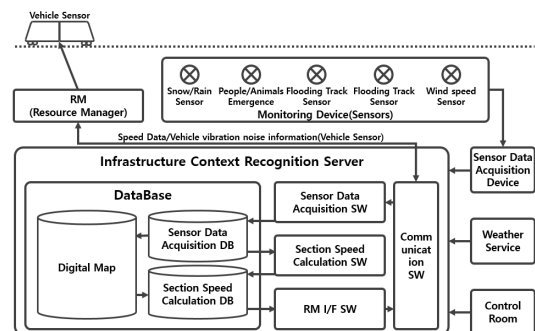 Vehicle Sensor
RM
(Resource Manager)
Snow/Rain
Sensor
People/Animals
Emergence
Flooding Track
Sensor
Flooding Track
Sensor
Wind speed
Sensor
Monitoring Device(Sensors)
Speed Data/Vehicle vibration noise information(Vehicle Sensor)
Infrastructure Context Recognition Server
DataBase
Digital Map
Sensor Data
Acquisition DB
Section Speed
Calculation DB
Sensor Data
Acquisition SW
Section Speed
Calculation SW
RM I/F SW
Comm
unicat
ion
SW
Sensor Data
Acquisition
Device
Weather
Service
Control
Room